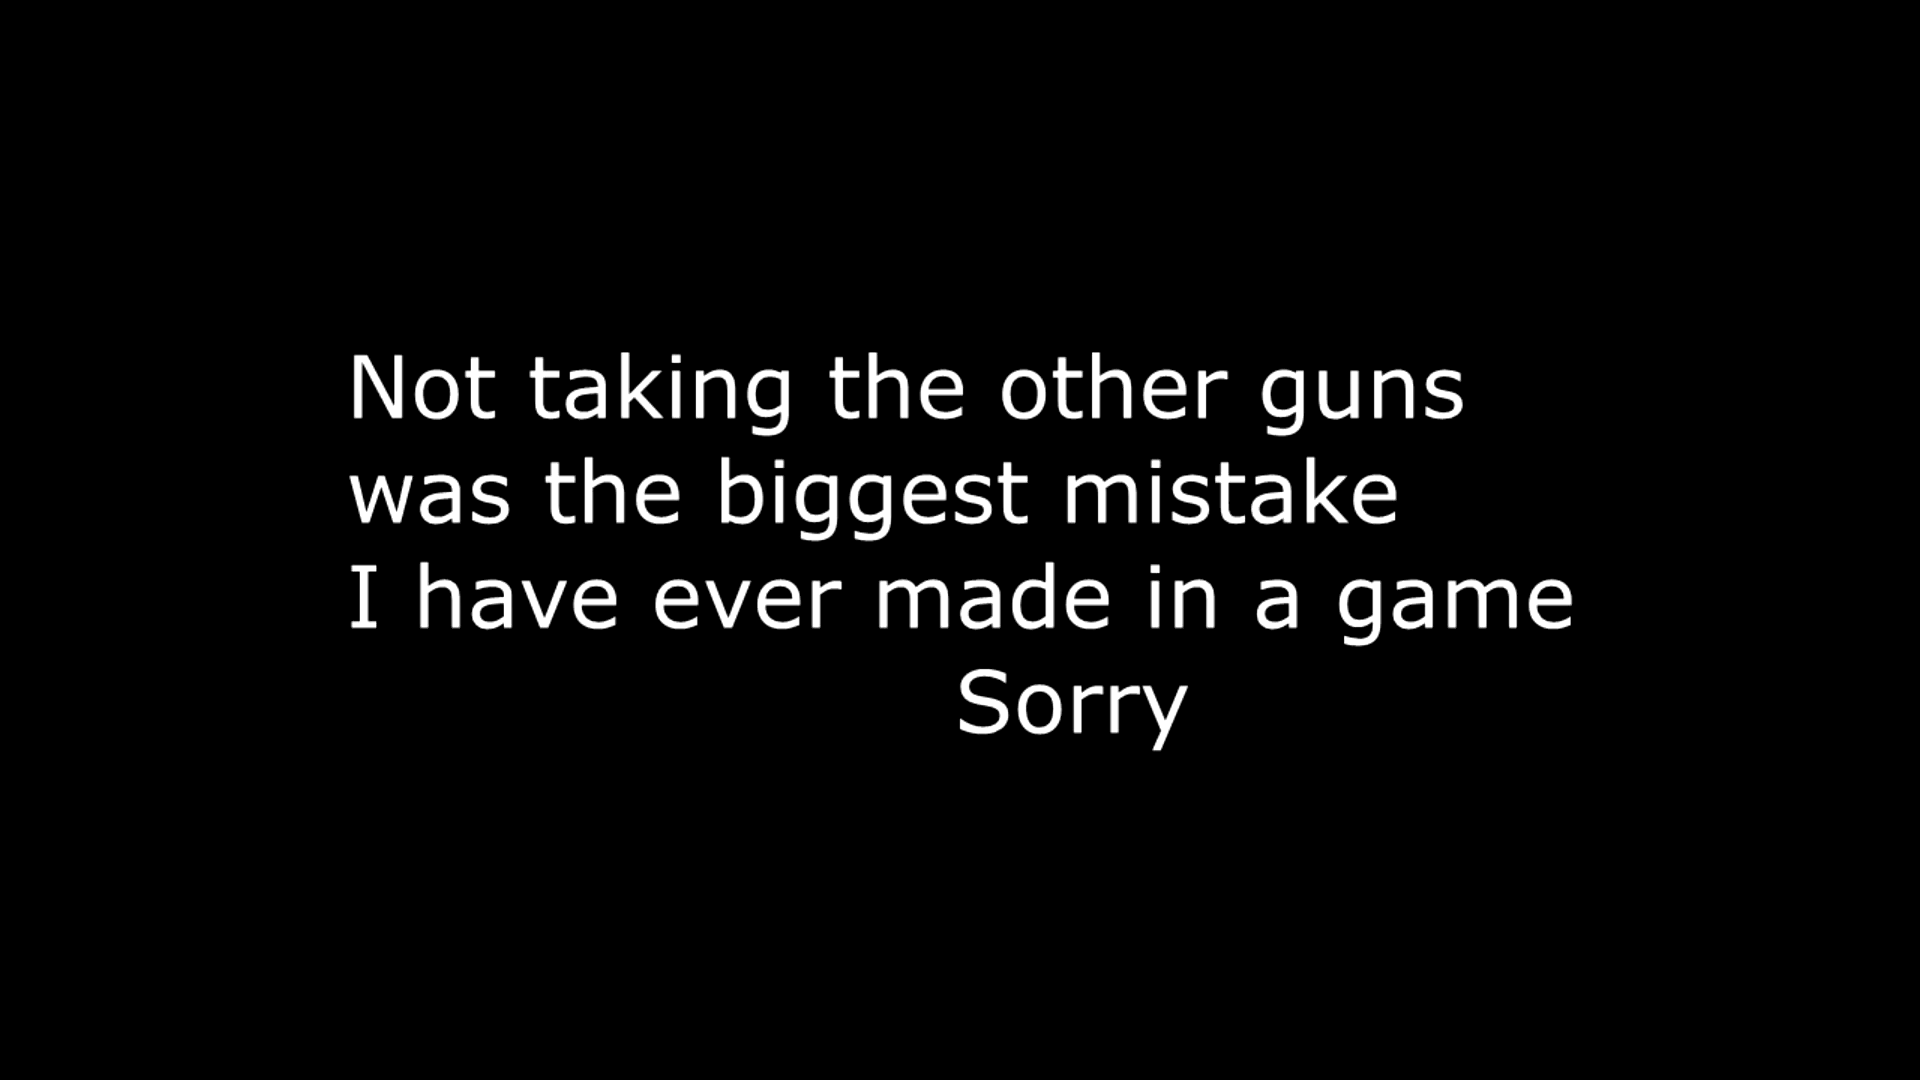 Not taking the other guns
was the biggest mistake
I have ever made in a game
Sorry